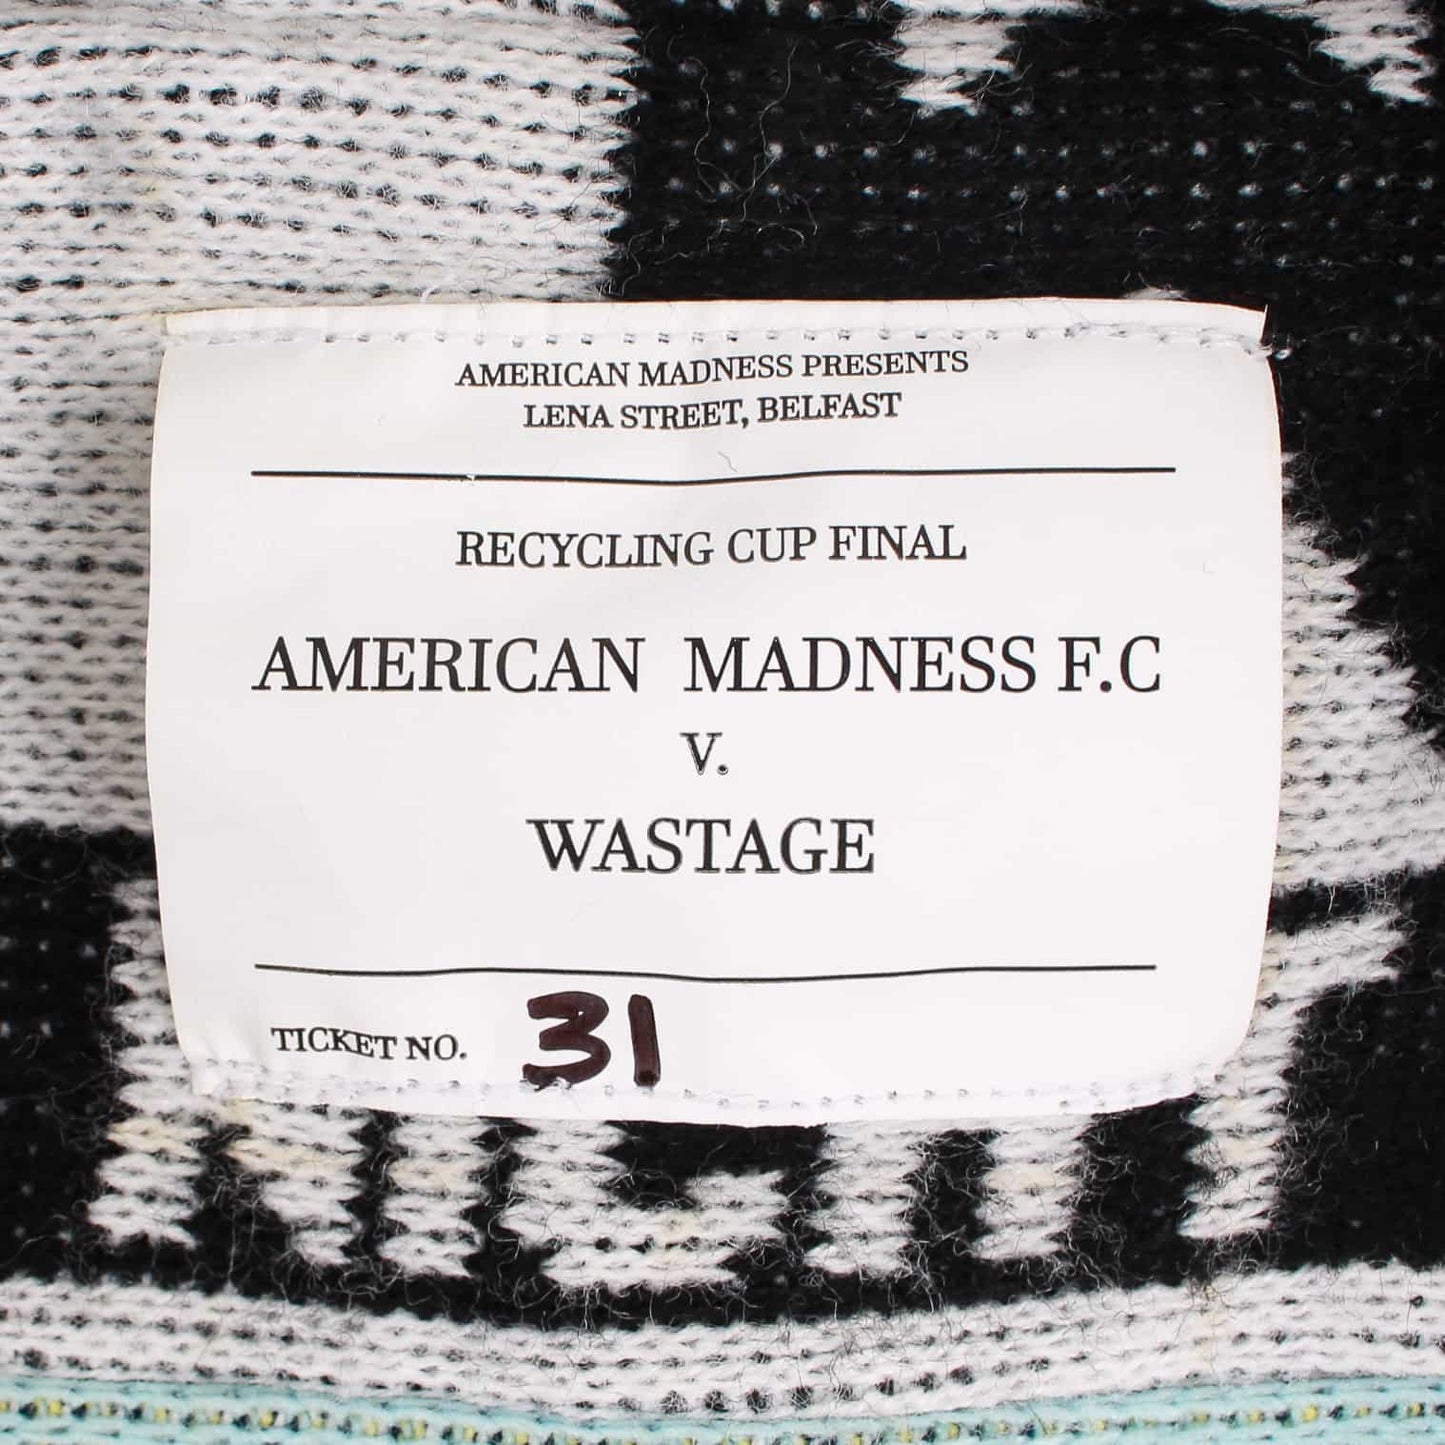 AMERICAN MADNESS PRESENTS
LENA STREET, BELFAST
RECYCLING CUP FINAL
AMERICAN MADNESS F.C
V.
WASTAGE
TICKET NO. 31